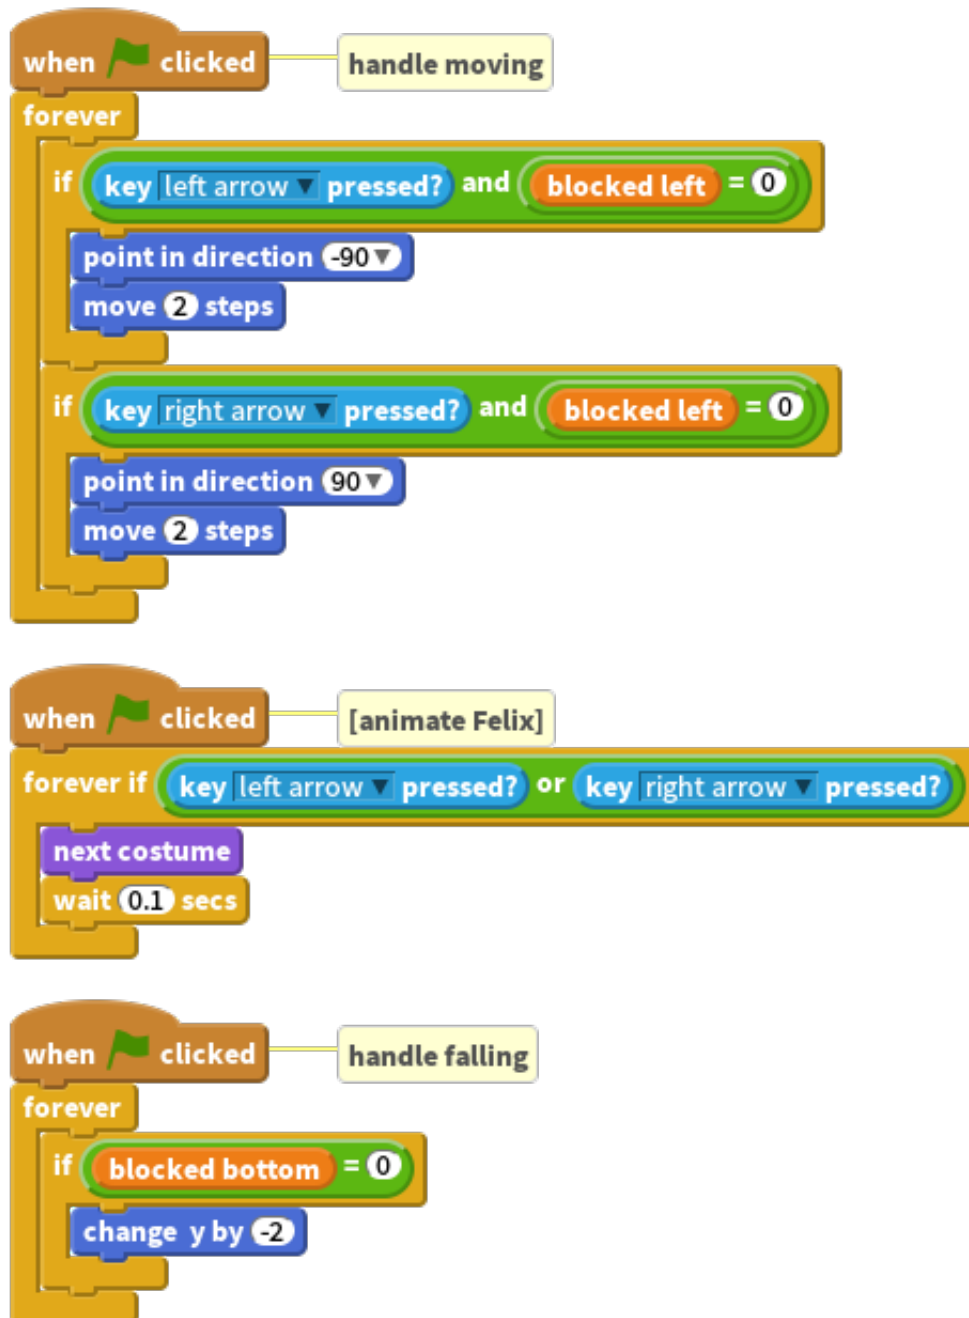 when clicked handle moving
forever
if key left arrow ▼ pressed? and blocked left = 0
point in direction -90▼
move 2 steps
if key right arrow ▼ pressed? and blocked left = 0
point in direction 90▼
move 2 steps
when clicked [animate Felix]
forever if key left arrow ▼ pressed? or key right arrow ▼ pressed?
next costume
wait 0.1 secs
when clicked handle falling
forever
if blocked bottom = 0
change y by -2